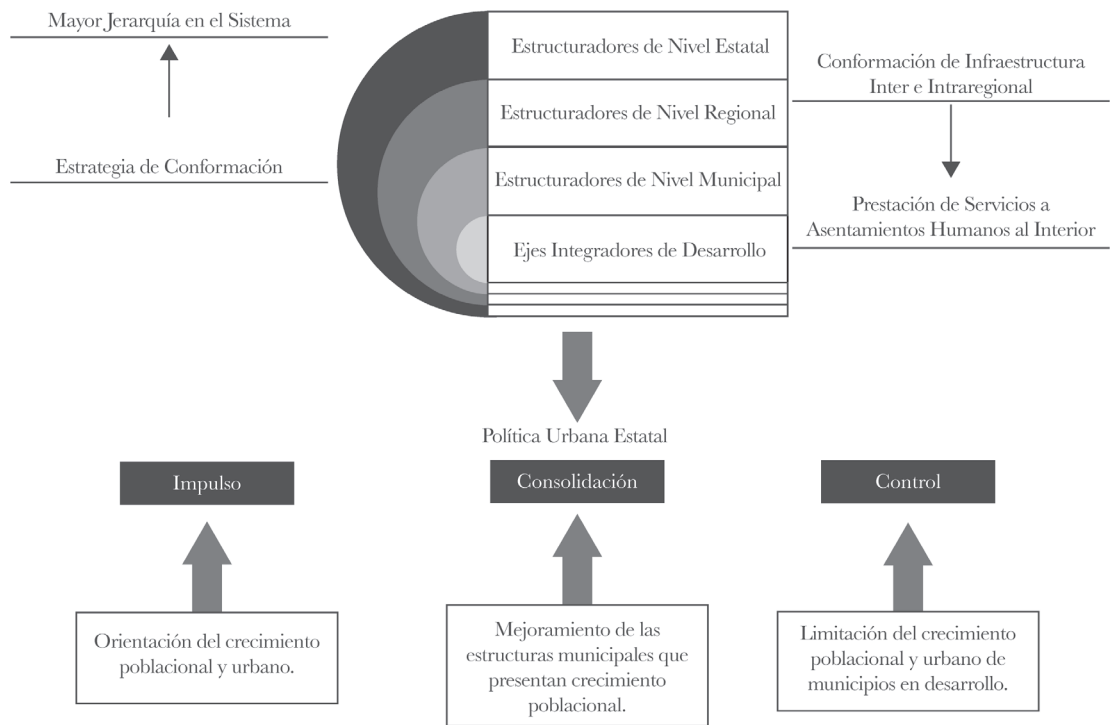 Mayor Jerarquía en el Sistema
Estrategia de Conformación
Estructuradores de Nivel Estatal
Estructuradores de Nivel Regional
Estructuradores de Nivel Municipal
Ejes Integradores de Desarrollo
Conformación de Infraestructura
Inter e Intraregional
Prestación de Servicios a
Asentamientos Humanos al Interior
Política Urbana Estatal
Impulso
Consolidación
Control
Orientación del crecimiento
poblacional y urbano.
Mejoramiento de las
estructuras municipales que
presentan crecimiento
poblacional.
Limitación del crecimiento
poblacional y urbano de
municipios en desarrollo.